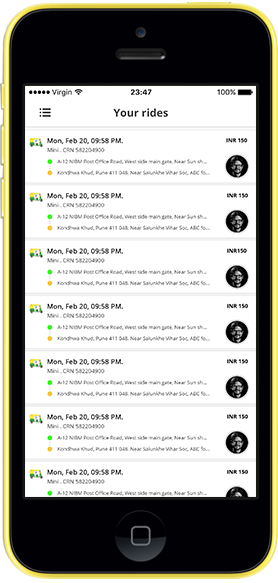 Virgin
23:47
100%
Your rides
Mon, Feb 20, 09:58 PM.
INR 150
Mini . CRN 582204900
A-12 NIBM Post Office Road, West side main gate, Near Sun sh...
Kondhwa Khud, Pune 411 048. Near Salunkhe Vihar Soc, ABC fo...
Mon, Feb 20, 09:58 PM.
INR 150
Mini . CRN 582204900
A-12 NIBM Post Office Road, West side main gate, Near Sun sh...
Kondhwa Khud, Pune 411 048. Near Salunkhe Vihar Soc, ABC fo...
Mon, Feb 20, 09:58 PM.
INR150
Mini . CRN 582204900
A-12 NIBM Post Office Road, West side main gate, Near Sun sh...
Kondhwa Khud, Pune 411 048. Near Salunkhe Vihar Soc, ABC fo...
Mon, Feb 20, 09:58 PM.
INR 150
Mini . CRN 582204900
A-12 NIBM Post Office Road, West side main gate, Near Sun sh...
Kondhwa Khud, Pune 411 048. Near Salunkhe Vihar Soc, ABC fo...
Mon, Feb 20, 09:58 PM.
INR 150
Mini . CRN 582204900
A-12 NIBM Post Office Road, West side main gate, Near Sun sh...
Kondhwa Khud, Pune 411 048. Near Salunkhe Vihar Soc, ABC fo...
Mon, Feb 20, 09:58 PM.
INR 150
Mini . CRN 582204900
A-12 NIBM Post Office Road, West side main gate, Near Sun sh...
Kondhwa Khud, Pune 411 048. Near Salunkhe Vihar Soc, ABC fo...
Mon, Feb 20, 09:58 PM.
INR 150
Mini . CRN 582204900
A-12 NIBM Post Office Road, West side main gate, Near Sun sh...